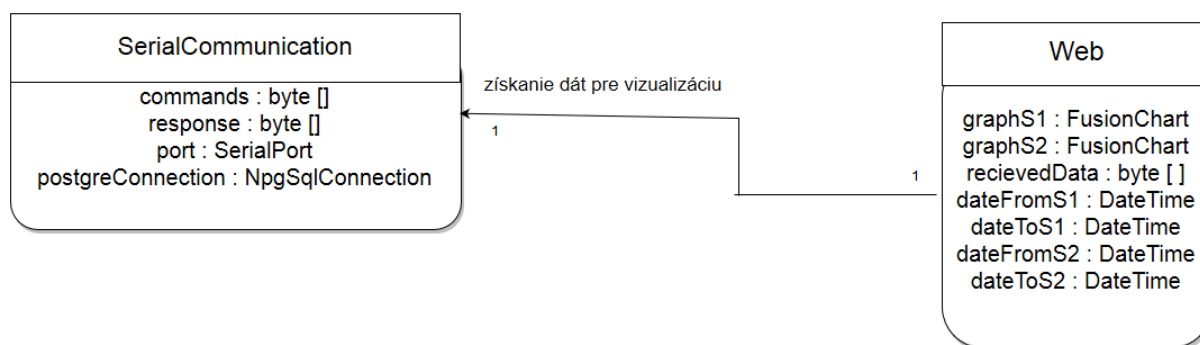 SerialCommunication
commands : byte []
response : byte []
port : SerialPort
postgreConnection : NpgSqlConnection
získanie dát pre vizualizáciu
1
1
Web
graphS1 : FusionChart
graphS2 : FusionChart
recievedData : byte [ ]
dateFromS1 : DateTime
dateToS1 : DateTime
dateFromS2 : DateTime
dateToS2 : DateTime